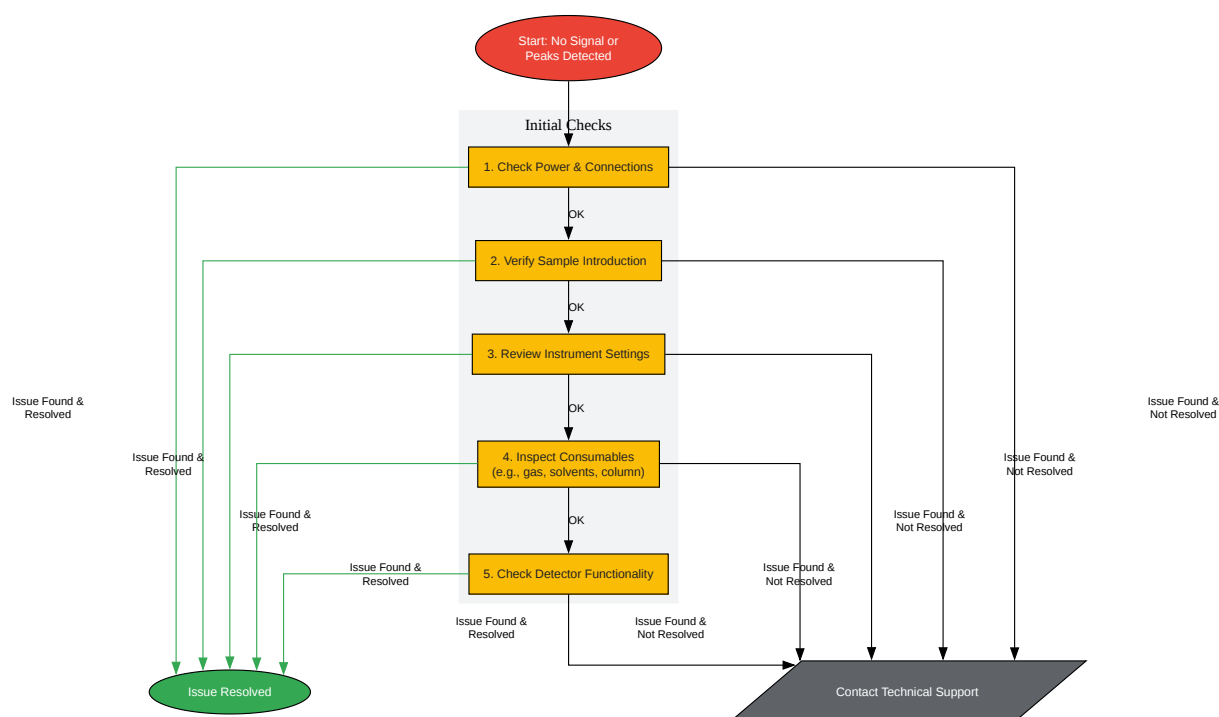 Start: No Signal or
Peaks Detected
Initial Checks
1. Check Power & Connections
OK
2. Verify Sample Introduction
OK
3. Review Instrument Settings
Issue Found &
Resolved
Issue Found &
Not Resolved
OK
4. Inspect Consumables
(e.g., gas, solvents, column)
Issue Found &
Resolved
Issue Found &
Not Resolved
Issue Found &
Resolved
OK
Issue Found &
Not Resolved
Issue Found &
Resolved
5. Check Detector Functionality
Issue Found &
Not Resolved
Issue Found &
Resolved
Issue Found &
Not Resolved
Issue Resolved
Contact Technical Support